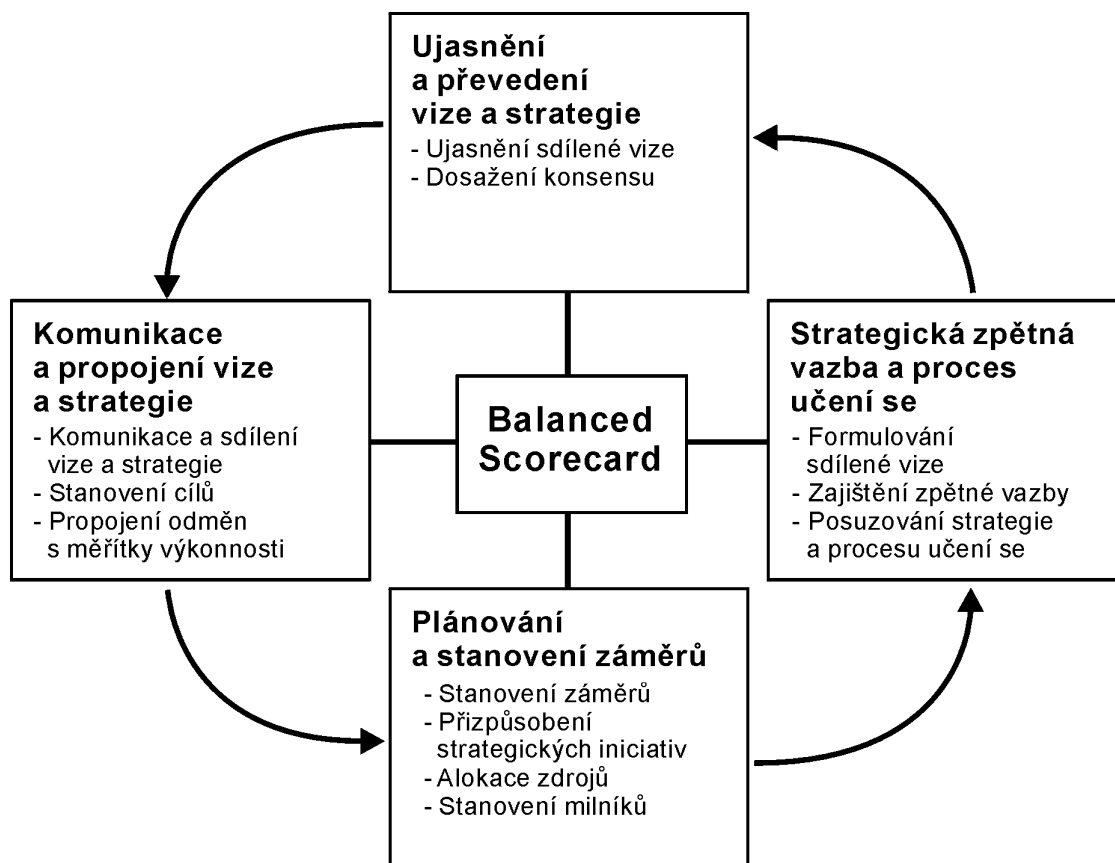 Ujasnění
a převedení
vize a strategie
- Ujasnění sdílené vize
- Dosažení konsensu
Komunikace
a propojení vize
a strategie
- Komunikace a sdílení
vize a strategie
- Stanovení cílů
- Propojení odměn
s měřítky výkonnosti
Balanced
Scorecard
Strategická zpětná
vazba a proces
učení se
- Formulování
sdílené vize
- Zajištění zpětné vazby
- Posuzování strategie
a procesu učení se
Plánování
a stanovení záměrů
- Stanovení záměrů
- Přizpůsobení
strategických iniciativ
- Alokace zdrojů
- Stanovení milníků